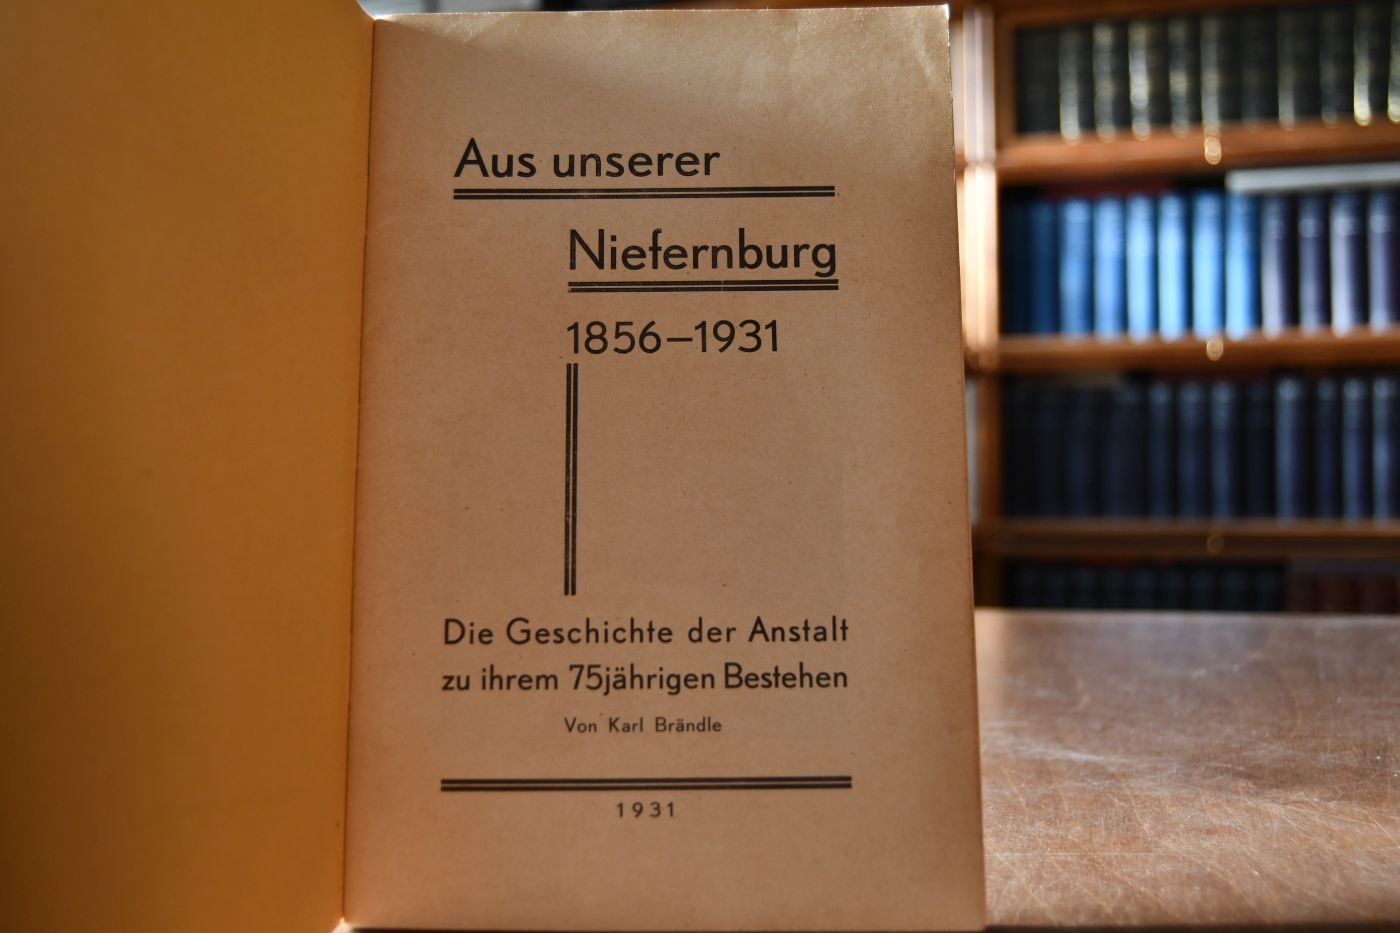 Aus unserer
Niefernburg
1856–1931
Die Geschichte der Anstalt
zu ihrem 75jährigen Bestehen
Von Karl Brändle
1931